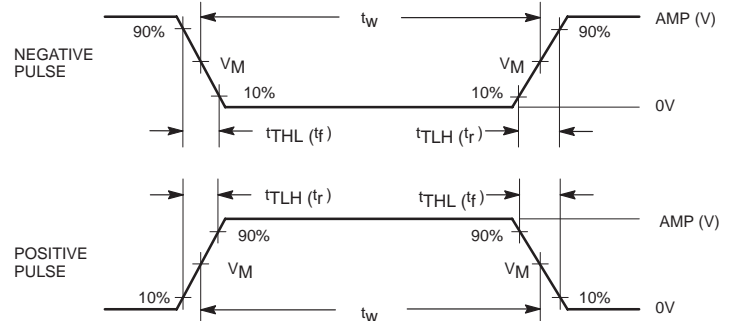 tW
AMP (V)
90%
90%
NEGATIVE
PULSE
VM
VM
10%
10%
0V
tTHL (tf)
tTLH (tr)
tTLH (tr)
tTHL (tf)
AMP (V)
90%
90%
POSITIVE
PULSE
VM
VM
10%
10%
0V
tW